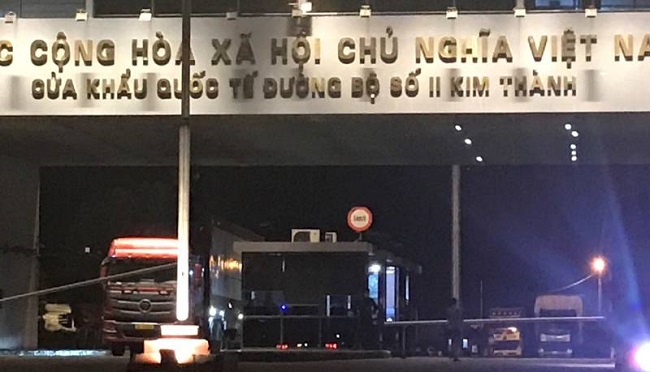 C CỘNG HÒA XÃ HỘI CHỦ NGHĨA VIỆT NA
CỬA KHẨU QUỐC TẾ ĐƯỜNG BỘ SỐ II KIM THÀNH